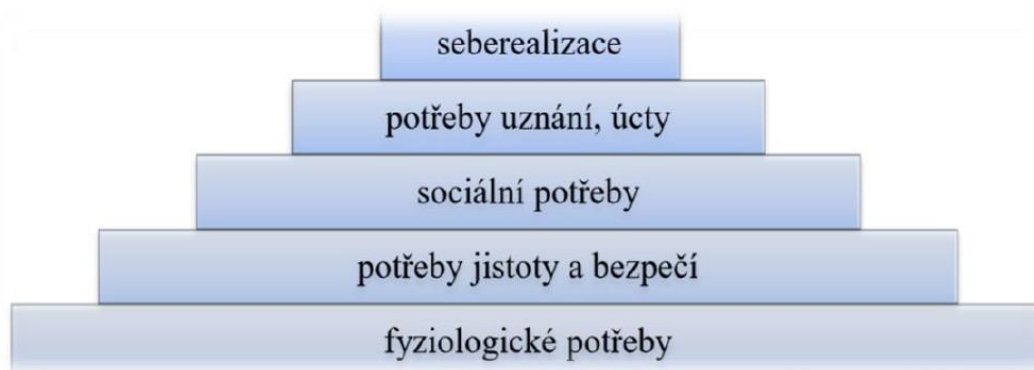 seberealizace
potřeby uznání, úcty
sociální potřeby
potřeby jistoty a bezpečí
fyziologické potřeby